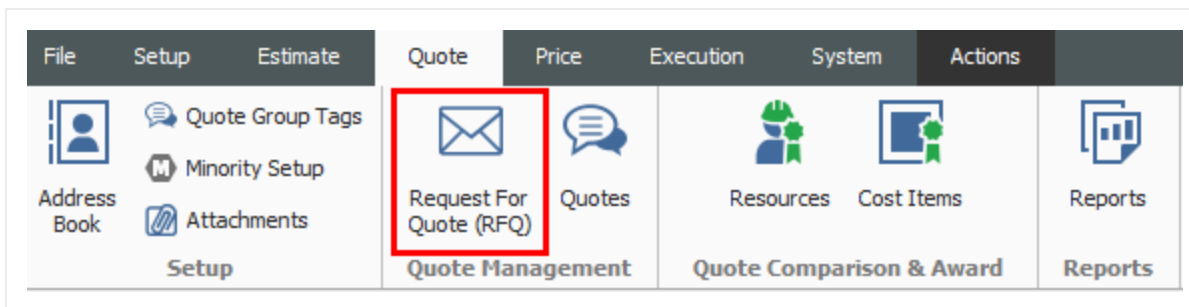 File Setup Estimate Quote Price Execution System Actions
Quote Group Tags
M Minority Setup
Attachments
Address
Book
Request For
Quote (RFQ)
Quotes
Resources
Cost Items
Reports
Setup
Quote Management
Quote Comparison & Award
Reports